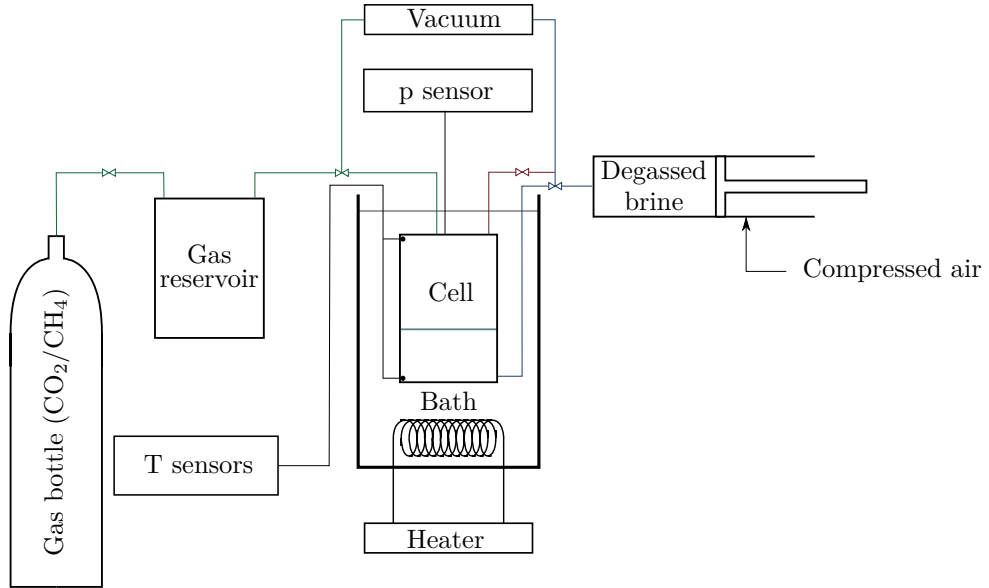 Vacuum
p sensor
Degassed
brine
Compressed air
Gas
reservoir
Cell
Gas bottle (CO₂/CH₄)
Bath
T sensors
Heater